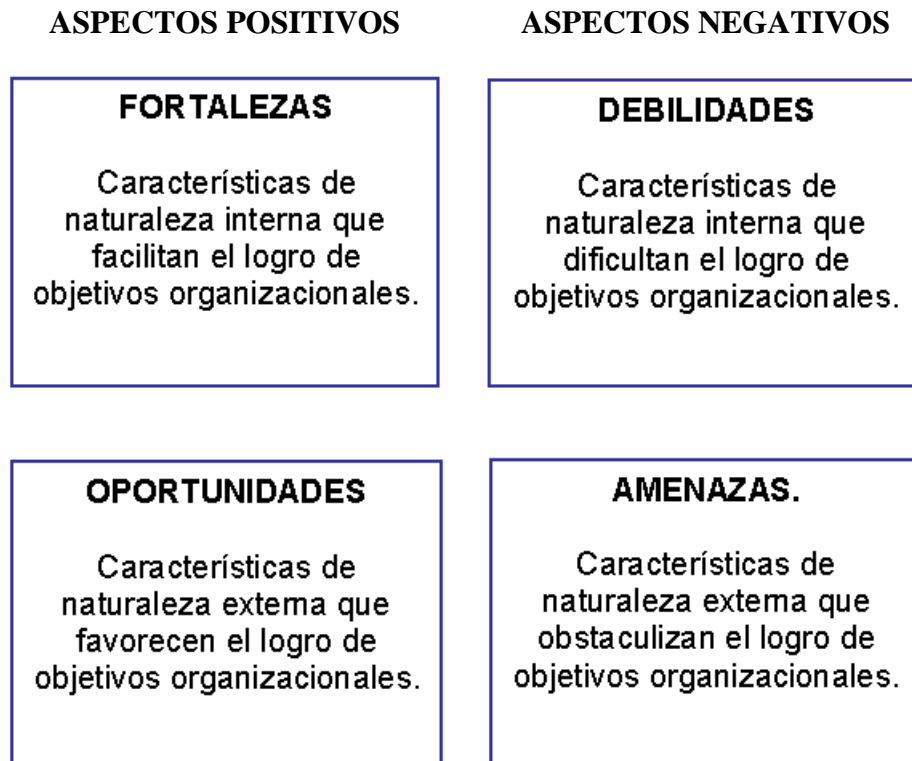 ASPECTOS POSITIVOS
ASPECTOS NEGATIVOS
FORTALEZAS
Características de
naturaleza interna que
facilitan el logro de
objetivos organizacionales.
DEBILIDADES
Características de
naturaleza interna que
dificultan el logro de
objetivos organizacionales.
OPORTUNIDADES
Características de
naturaleza externa que
favorecen el logro de
objetivos organizacionales.
AMENAZAS.
Características de
naturaleza externa que
obstaculizan el logro de
objetivos organizacionales.